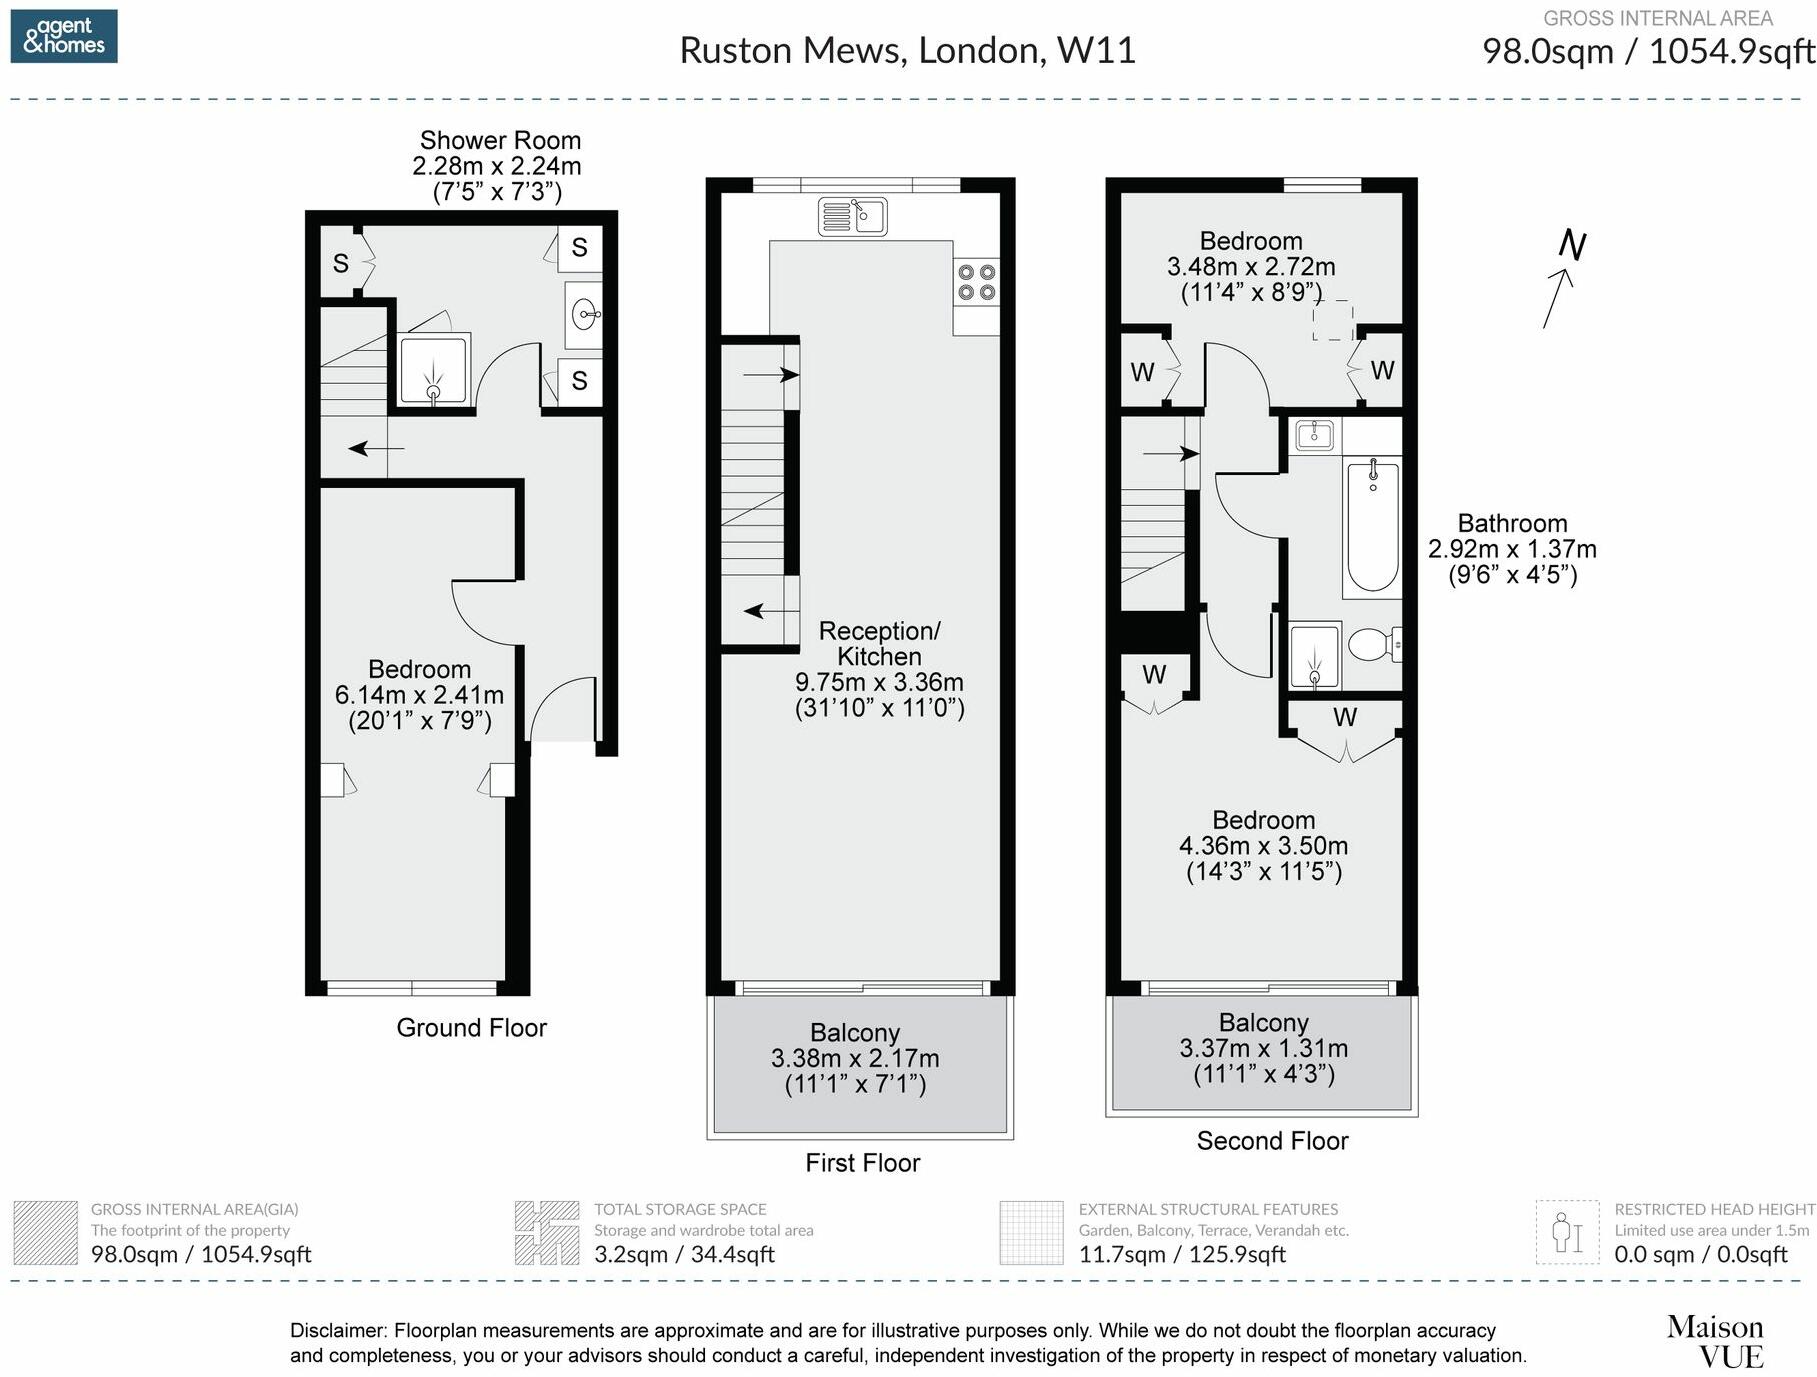 agent
&homes
Ruston Mews, London, W11
GROSS INTERNAL AREA
98.0sqm / 1054.9sqft
Shower Room
2.28m x 2.24m
(7’5” x 7’3”)
S
S
S
Bedroom
6.14m x 2.41m
(20’1” x 7’9”)
Ground Floor
Reception/
Kitchen
9.75m x 3.36m
(31’10” x 11’0”)
Balcony
3.38m x 2.17m
(11’1” x 7’1”)
First Floor
Bedroom
3.48m x 2.72m
(11’4” x 8’9”)
W
W
Bathroom
2.92m x 1.37m
(9’6” x 4’5”)
W
W
Bedroom
4.36m x 3.50m
(14’3” x 11’5”)
Balcony
3.37m x 1.31m
(11’1” x 4’3”)
Second Floor
N
GROSS INTERNAL AREA(GIA)
The footprint of the property
98.0sqm / 1054.9sqft
TOTAL STORAGE SPACE
Storage and wardrobe total area
3.2sqm / 34.4sqft
EXTERNAL STRUCTURAL FEATURES
Garden, Balcony, Terrace, Verandah etc.
11.7sqm / 125.9sqft
RESTRICTED HEAD HEIGHT
Limited use area under 1.5m
0.0 sqm / 0.0sqft
Disclaimer: Floorplan measurements are approximate and are for illustrative purposes only. While we do not doubt the floorplan accuracy
and completeness, you or your advisors should conduct a careful, independent investigation of the property in respect of monetary valuation.
Maison
VUE